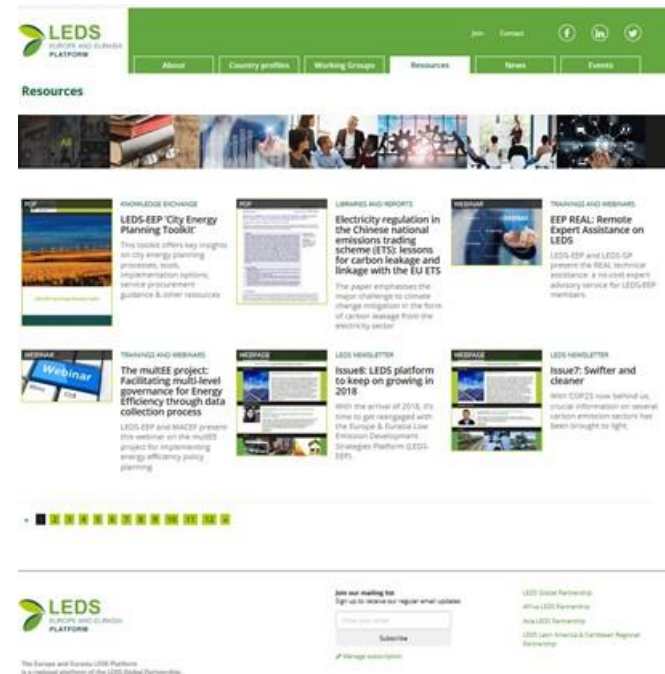 LEDS
EUROPE AND EURASIA
PLATFORM
Join Contact
About Country profiles Working Groups Resources News Events
Resources
All
PDF
KNOWLEDGE EXCHANGE
LEDS-EEP 'City Energy
Planning Toolkit'
This toolkit offers key insights
on city energy planning
processes, tools,
implementation options,
service procurement
guidance & other resources
PDF
LIBRARIES AND REPORTS
Electricity regulation in
the Chinese national
emissions trading
scheme (ETS): lessons
for carbon leakage and
linkage with the EU ETS
The paper emphasises the
major challenge to climate
change mitigation in the form
of carbon leakage from the
electricity sector
WEBINAR
TRAININGS AND WEBINARS
EEP REAL: Remote
Expert Assistance on
LEDS
LEDS-EEP and LEDS GP
present the REAL technical
assistance: a no-cost expert
advisory service for LEDS-EEP
members.
WEBINAR
Webinar
TRAININGS AND WEBINARS
The multEE project:
Facilitating multi-level
governance for Energy
Efficiency through data
collection process
LEDS-EEP and MACEF present
this webinar on the multEE
project for implementing
energy efficiency policy
planning
WEBPAGE
LEDS NEWSLETTER
Issue8: LEDS platform
to keep on growing in
2018
With the arrival of 2018, it's
time to get reengaged with
the Europe & Eurasia Low
Emission Development
Strategies Platform (LEDS-
EEP).
WEBPAGE
LEDS NEWSLETTER
Issue7: Swifter and
cleaner
With COP23 now behind us,
crucial information on several
carbon emission sectors has
been brought to light.
« 2 3 4 5 6 7 8 9 10 11 12 »
LEDS
EUROPE AND EURASIA
PLATFORM
The Europe and Eurasia LEDS Platform
is a regional platform of the LEDS Global Partnership.
Join our mailing list
Sign up to receive our regular email updates
Enter your email
Subscribe
Manage subscription
LEDS Global Partnership
Africa LEDS Partnership
Asia LEDS Partnership
LEDS Latin America & Caribbean Regional
Partnership